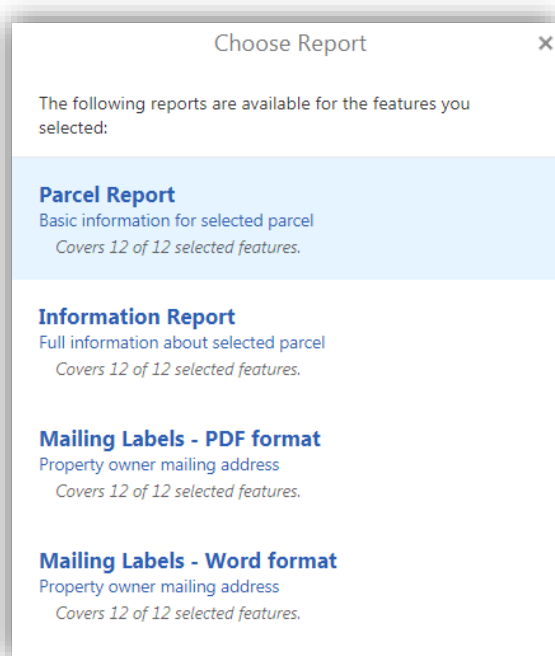 Choose Report ×
The following reports are available for the features you
selected:
Parcel Report
Basic information for selected parcel
Covers 12 of 12 selected features.
Information Report
Full information about selected parcel
Covers 12 of 12 selected features.
Mailing Labels - PDF format
Property owner mailing address
Covers 12 of 12 selected features.
Mailing Labels - Word format
Property owner mailing address
Covers 12 of 12 selected features.